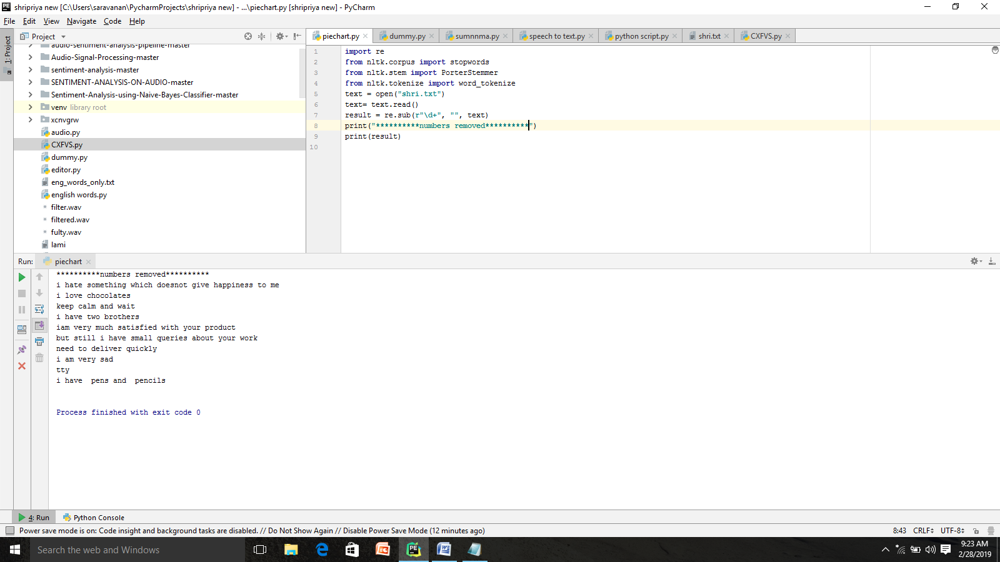 shripriya new [C:\Users\saravanan\PycharmProjects\shripriya new] - ...\piechart.py [shripriya new] - PyCharm
File Edit View Navigate Code Help
1: Project
Project
audio-sentiment-analysis-pipeline-master
Audio-Signal-Processing-master
sentiment-analysis-master
SENTIMENT-ANALYSIS-ON-AUDIO-master
Sentiment-Analysis-using-Naive-Bayes-Classifier-master
venv library root
xcnvgrw
audio.py
CXFVS.py
dummy.py
editor.py
eng_words_only.txt
english words.py
filter.wav
filtered.wav
fulty.wav
lami
piechart.py dummy.py sumnnma.py speech to text.py python script.py shri.txt CXFVS.py
1 import re
2 from nltk.corpus import stopwords
3 from nltk.stem import PorterStemmer
4 from nltk.tokenize import word_tokenize
5 text = open("shri.txt")
6 text= text.read()
7 result = re.sub(r"\d+", "", text)
8 print("**********numbers removed**********")
9 print(result)
10
Run: piechart
**********numbers removed**********
i hate something which doesnot give happiness to me
i love chocolates
keep calm and wait
i have two brothers
iam very much satisfied with your product
but still i have small queries about your work
need to deliver quickly
i am very sad
tty
i have  pens and  pencils
Process finished with exit code 0
4: Run Python Console
Power save mode is on: Code insight and background tasks are disabled. // Do Not Show Again // Disable Power Save Mode (12 minutes ago)
8:43 CRLF UTF-8
Search the web and Windows
9:23 AM
2/28/2019